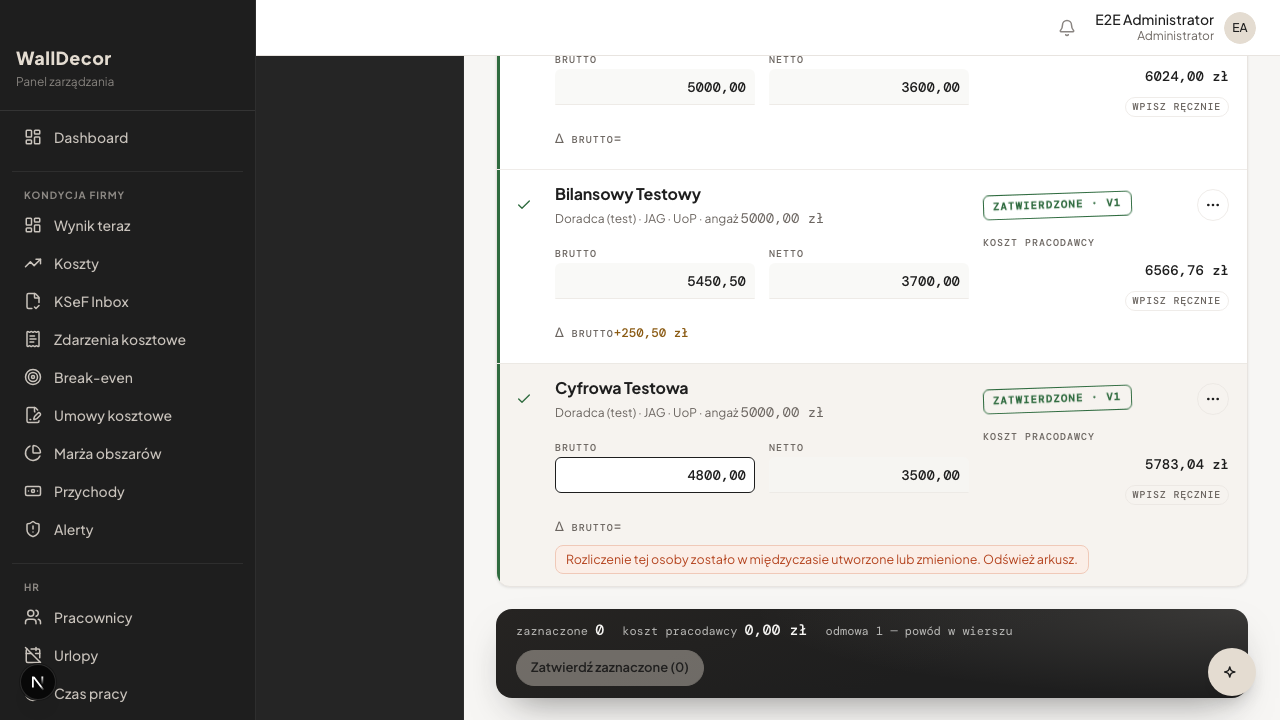 WallDecor
Panel zarządzania
Dashboard
KONDYCJA FIRMY
Wynik teraz
Koszty
KSeF Inbox
Zdarzenia kosztowe
Break-even
Umowy kosztowe
Marża obszarów
Przychody
Alerty
HR
Pracownicy
Urlopy
Czas pracy
N
E2E Administrator
Administrator
EA
BRUTTO NETTO
5000,00 3600,00 6024,00 zł
WPISZ RĘCZNIE
Δ BRUTTO=
Bilansowy Testowy
ZATWIERDZONE · V1
Doradca (test) · JAG · UoP · angaż 5000,00 zł
KOSZT PRACODAWCY
BRUTTO NETTO
5450,50 3700,00 6566,76 zł
WPISZ RĘCZNIE
Δ BRUTTO+250,50 zł
Cyfrowa Testowa
ZATWIERDZONE · V1
Doradca (test) · JAG · UoP · angaż 5000,00 zł
KOSZT PRACODAWCY
BRUTTO NETTO
4800,00 3500,00 5783,04 zł
WPISZ RĘCZNIE
Δ BRUTTO=
Rozliczenie tej osoby zostało w międzyczasie utworzone lub zmienione. Odśwież arkusz.
zaznaczone 0 koszt pracodawcy 0,00 zł odmowa 1 — powód w wierszu
Zatwierdź zaznaczone (0)